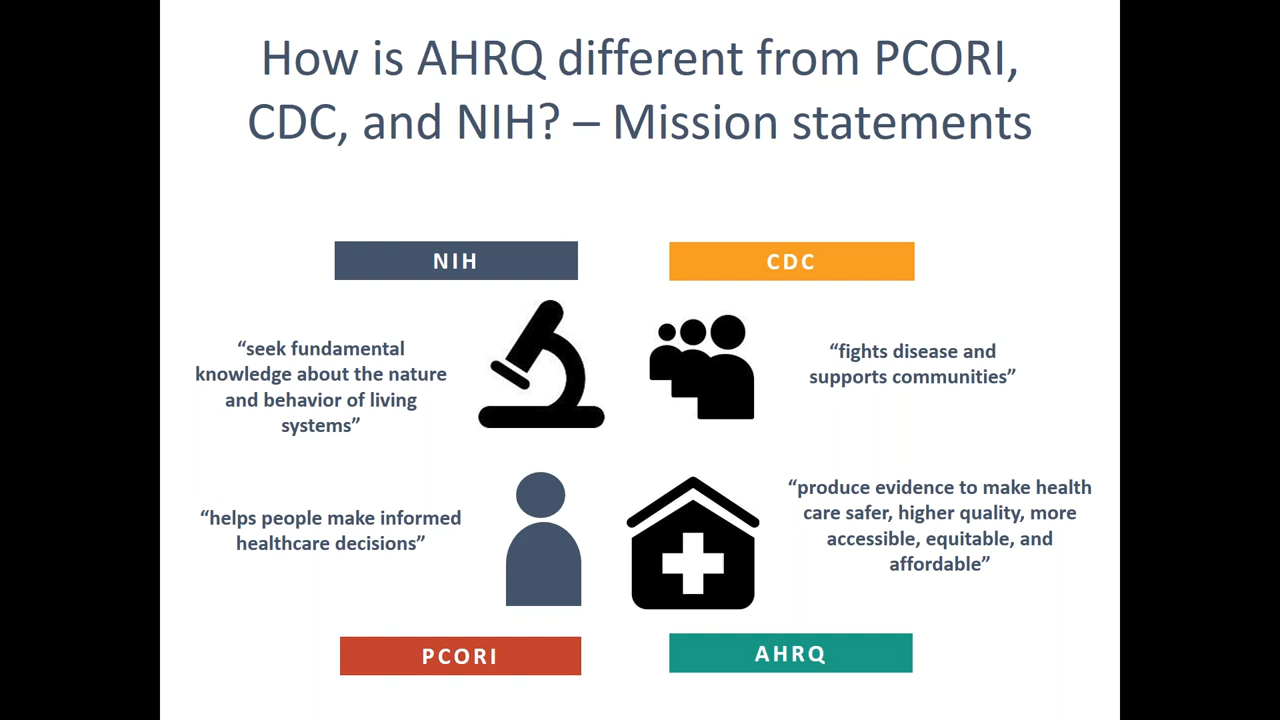 How is AHRQ different from PCORI,
CDC, and NIH? – Mission statements
NIH
CDC
“seek fundamental
knowledge about the nature
and behavior of living
systems”
“fights disease and
supports communities”
“helps people make informed
healthcare decisions”
“produce evidence to make health
care safer, higher quality, more
accessible, equitable, and
affordable”
PCORI
AHRQ